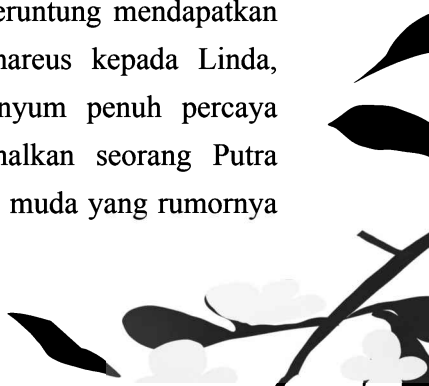 eruntung mendapatkan
hareus kepada Linda,
nyum penuh percaya
nalkan seorang Putra
muda yang rumornya